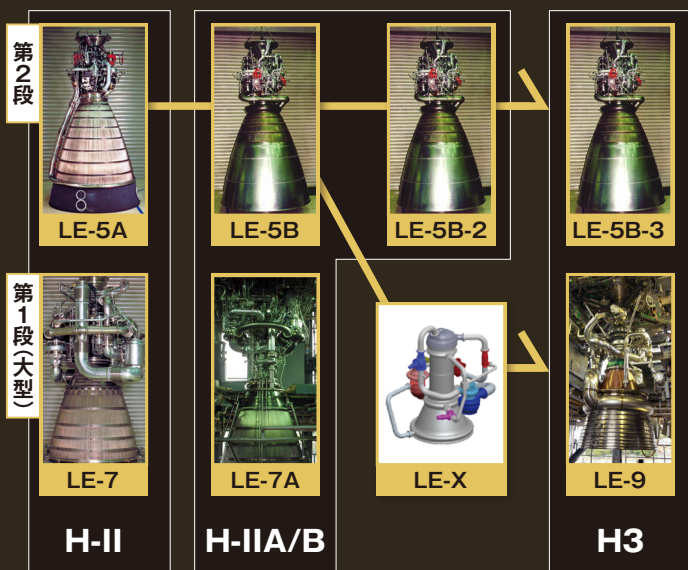 第2段
LE-5A
LE-5B
LE-5B-2
LE-5B-3
第1段(大型)
LE-7
LE-7A
LE-X
LE-9
H-II
H-IIA/B
H3